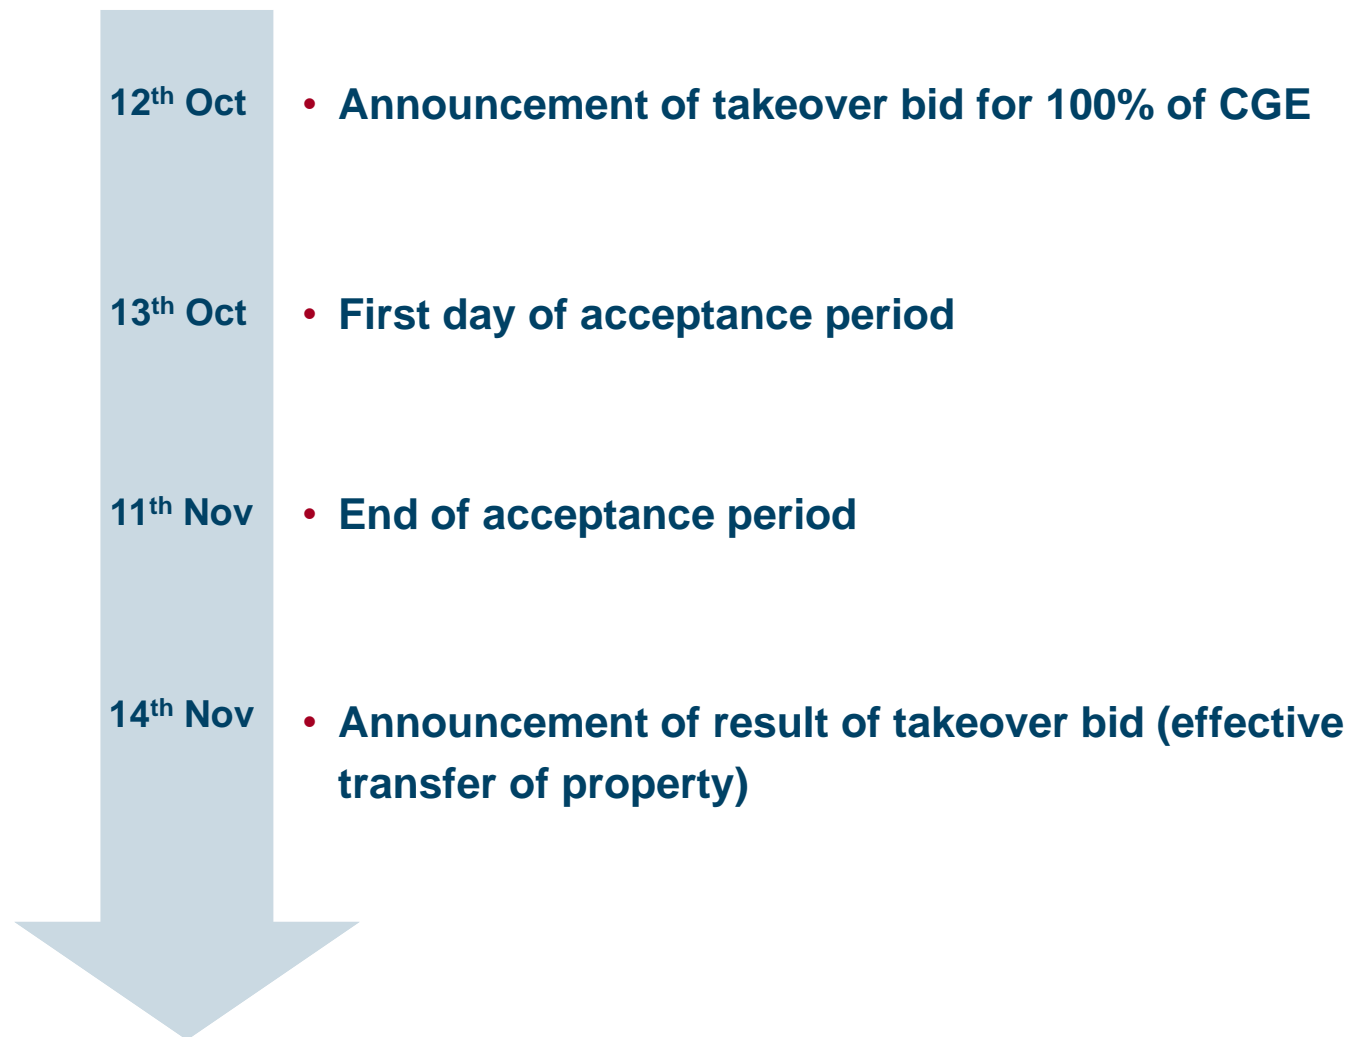 12th Oct • Announcement of takeover bid for 100% of CGE
13th Oct • First day of acceptance period
11th Nov • End of acceptance period
14th Nov • Announcement of result of takeover bid (effective
transfer of property)